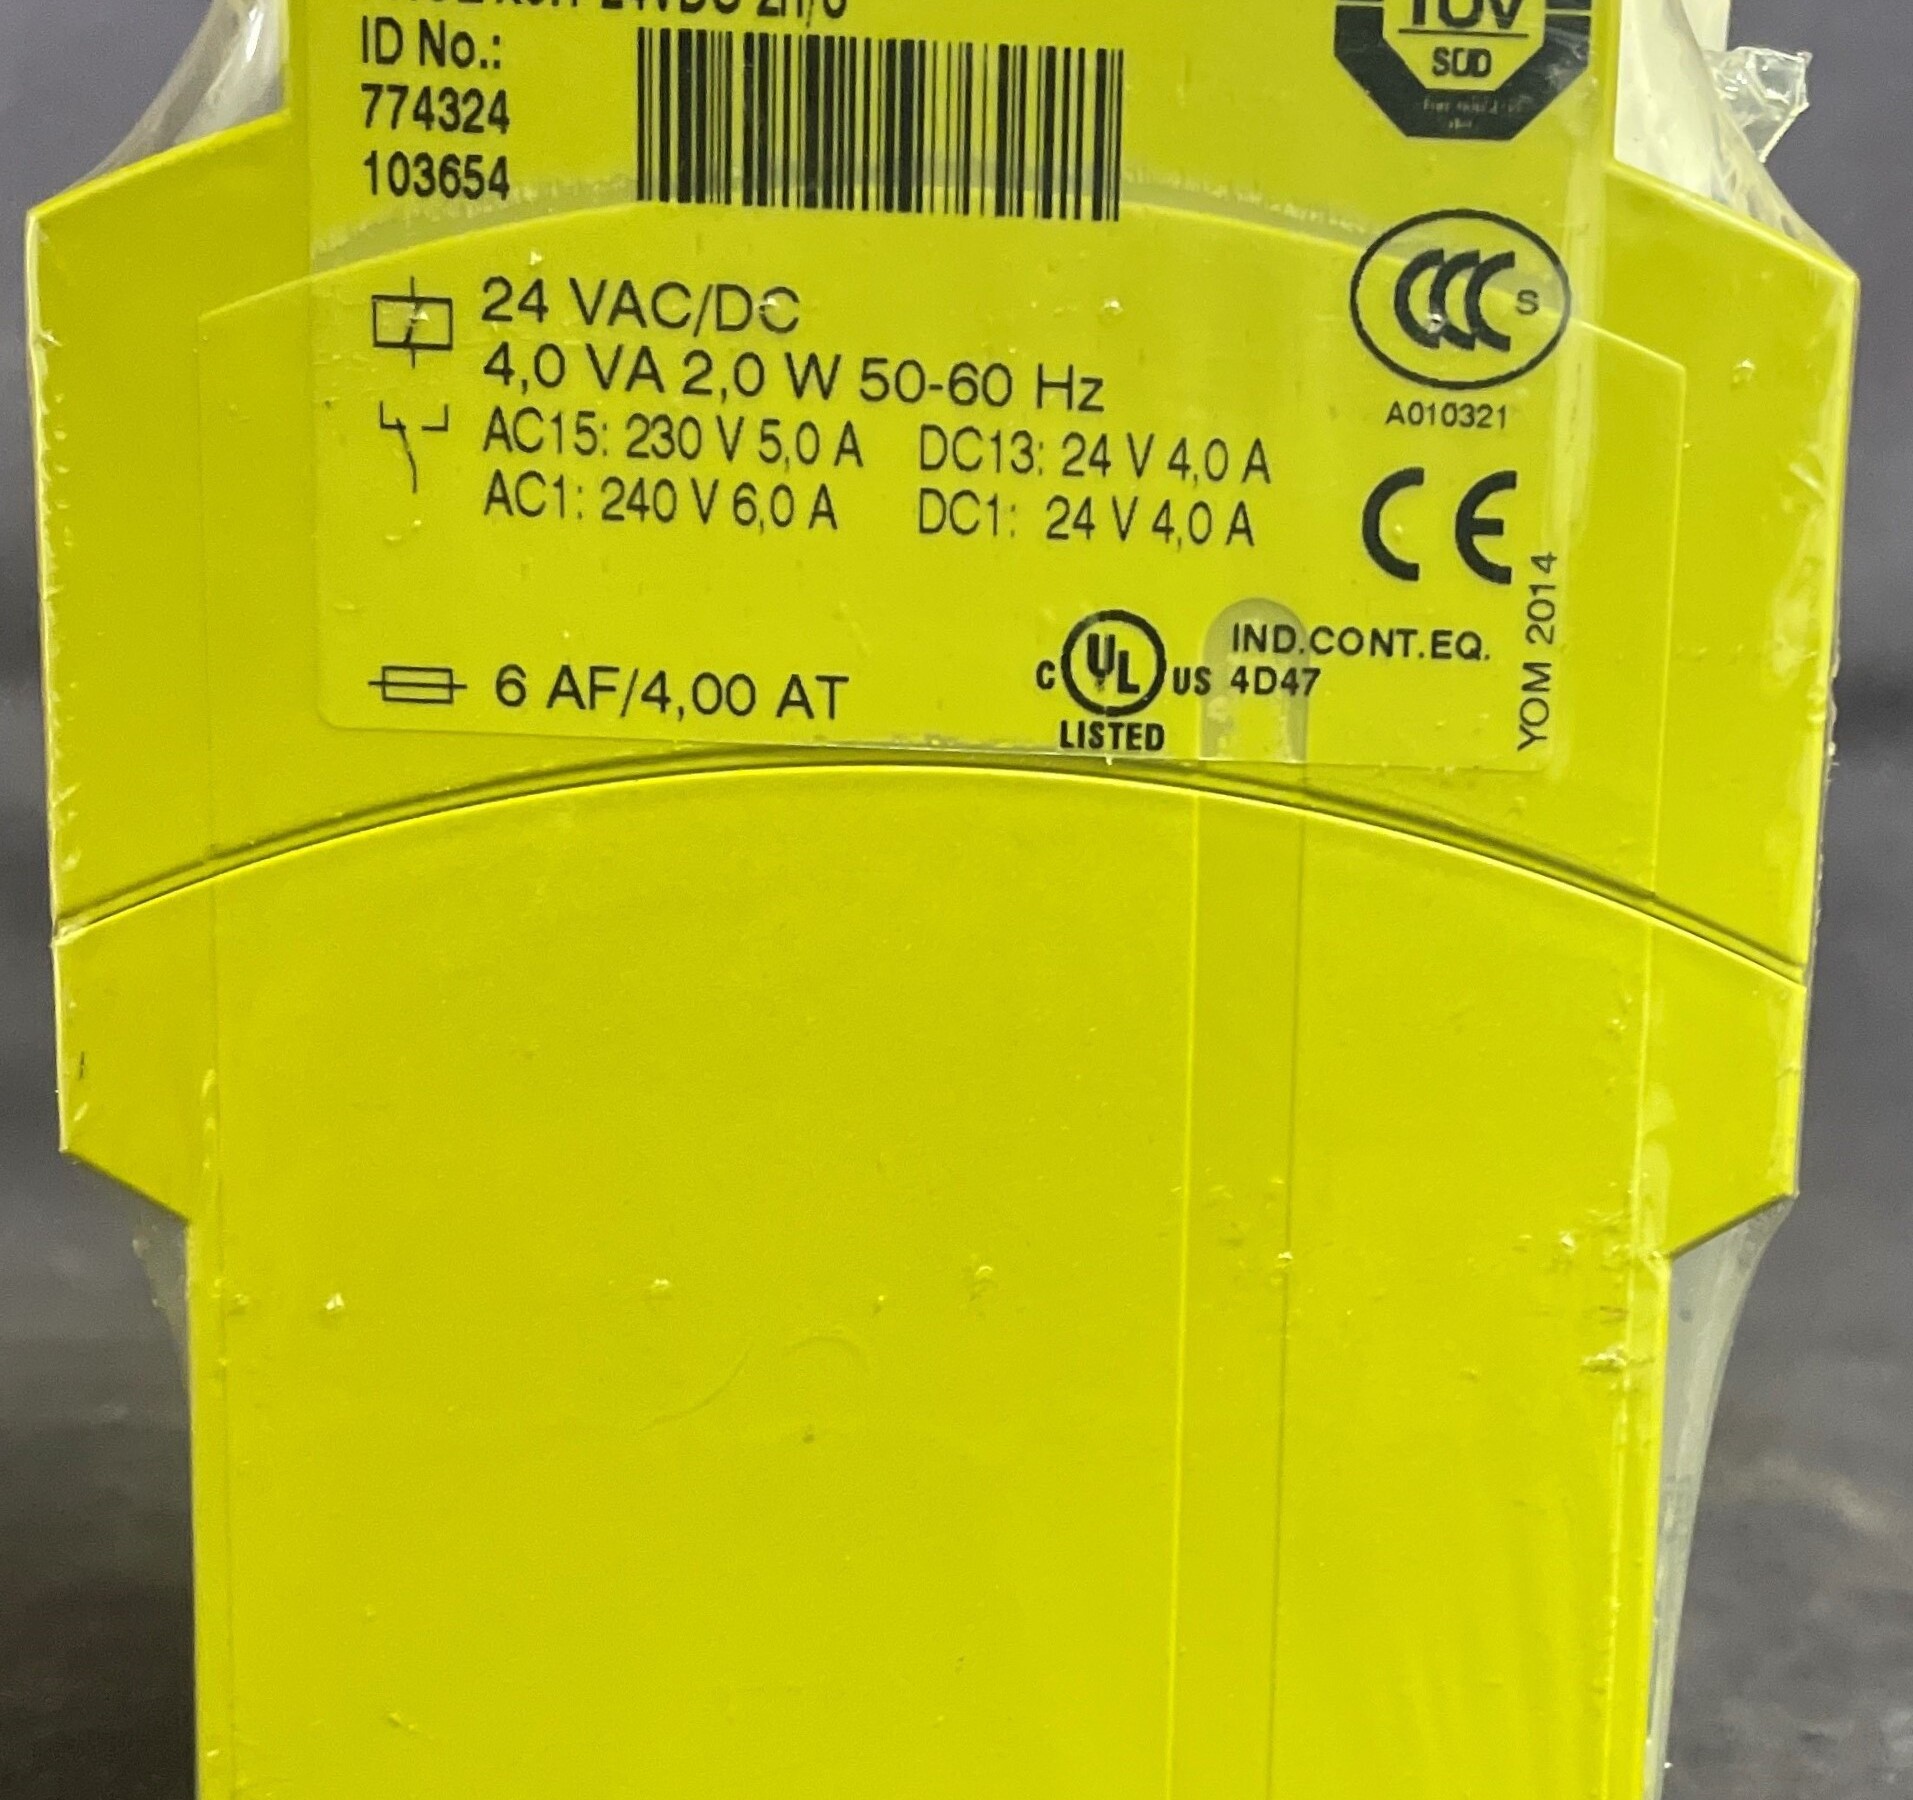 ID No.:
774324
103654
TÜV
SÜD
24 VAC/DC
4,0 VA 2,0 W 50-60 Hz
AC15: 230 V 5,0 A DC13: 24 V 4,0 A
AC1: 240 V 6,0 A DC1: 24 V 4,0 A
6 AF/4,00 AT
CCC S
A010321
CE
YOM 2014
C UL US
LISTED
IND.CONT.EQ.
4D47